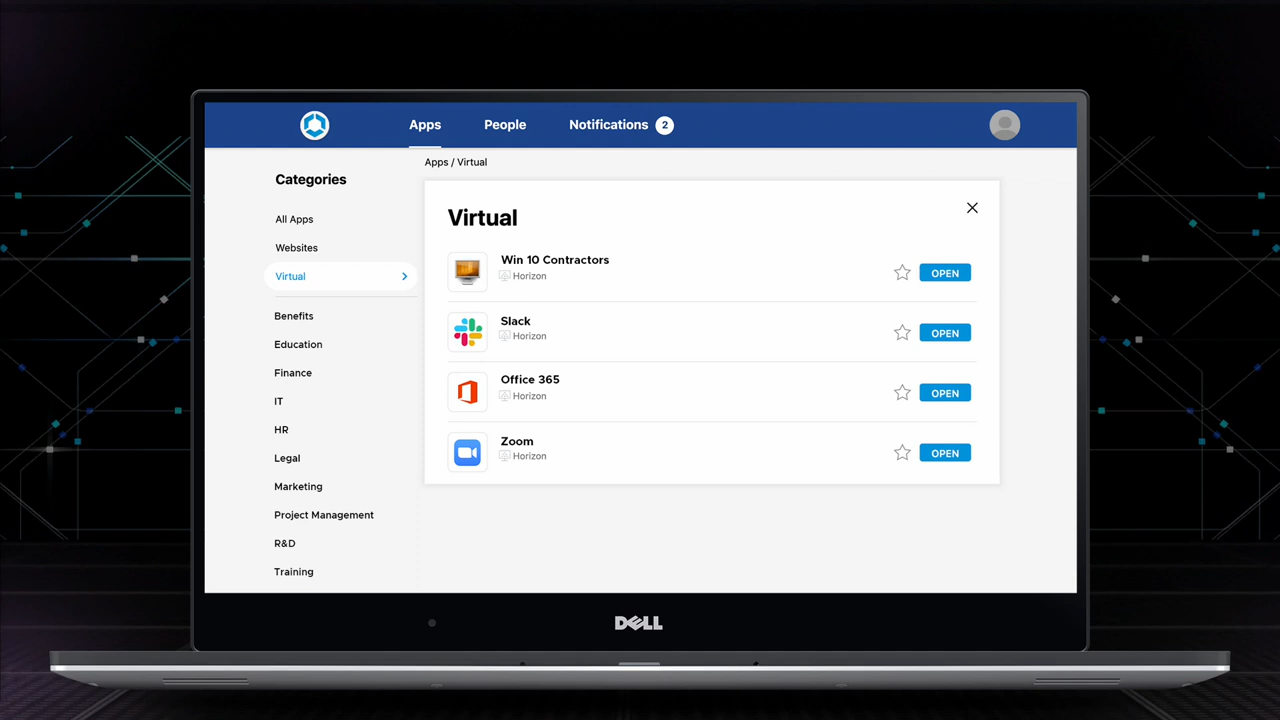 Apps People Notifications 2
Apps / Virtual
Categories
All Apps
Websites
Virtual
Benefits
Education
Finance
IT
HR
Legal
Marketing
Project Management
R&D
Training
Virtual
Win 10 Contractors
Horizon
OPEN
Slack
Horizon
OPEN
Office 365
Horizon
OPEN
Zoom
Horizon
OPEN
DELL